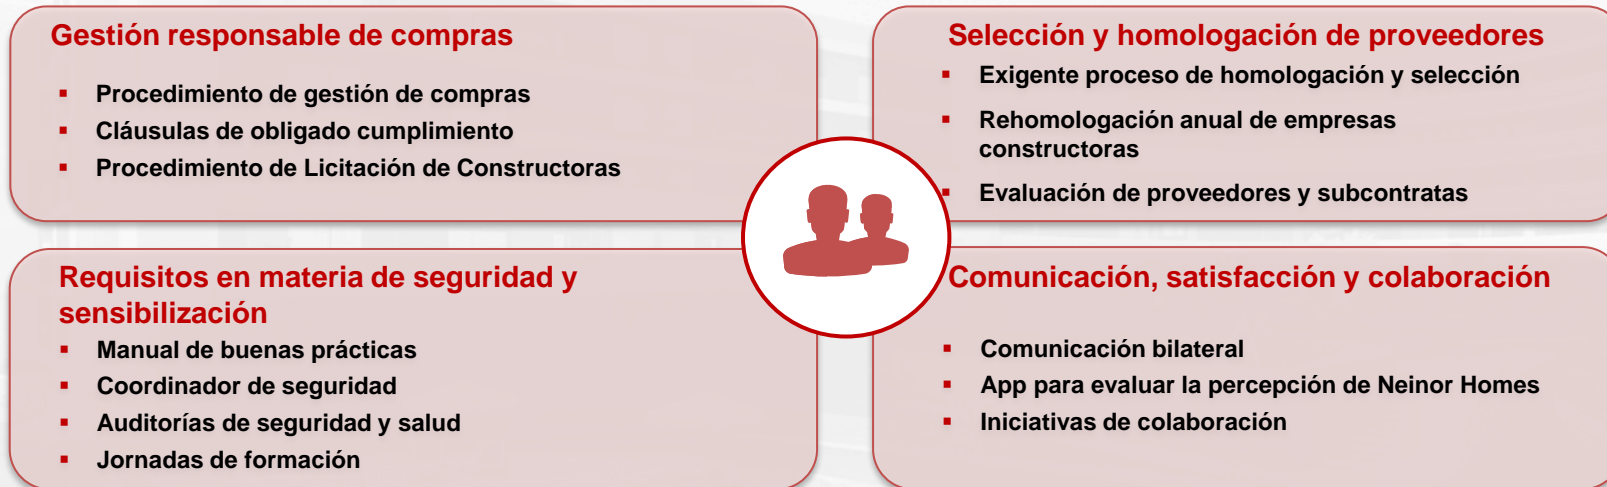 Gestión responsable de compras
Procedimiento de gestión de compras
Cláusulas de obligado cumplimiento
Procedimiento de Licitación de Constructoras
Selección y homologación de proveedores
Exigente proceso de homologación y selección
Rehomologación anual de empresas
constructoras
Evaluación de proveedores y subcontratas
Requisitos en materia de seguridad y
sensibilización
Manual de buenas prácticas
Coordinador de seguridad
Auditorías de seguridad y salud
Jornadas de formación
Comunicación, satisfacción y colaboración
Comunicación bilateral
App para evaluar la percepción de Neinor Homes
Iniciativas de colaboración